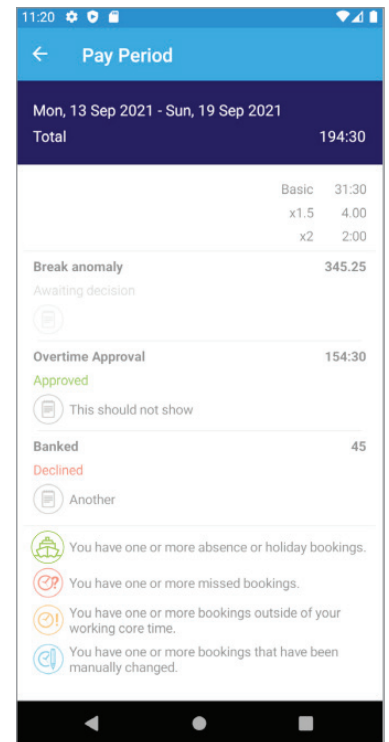 11:20
Pay Period
Mon, 13 Sep 2021 - Sun, 19 Sep 2021
Total 194:30
Basic 31:30
x1.5 4.00
x2 2:00
Break anomaly 345.25
Awaiting decision
Overtime Approval 154:30
Approved
This should not show
Banked 45
Declined
Another
You have one or more absence or holiday bookings.
You have one or more missed bookings.
You have one or more bookings outside of your
working core time.
You have one or more bookings that have been
manually changed.